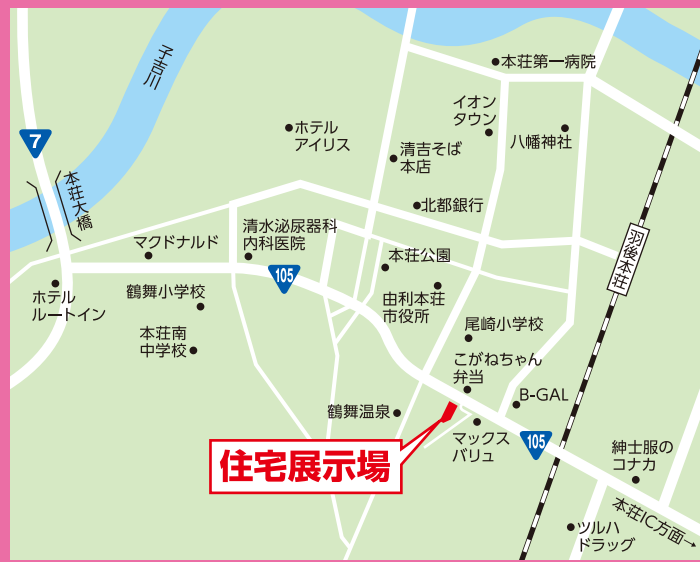 子吉川
本荘第一病院
イオン
タウン
ホテル
アイリス
八幡神社
7
清吉そば
本店
本荘大橋
北都銀行
清水泌尿器科
内科医院
マクドナルド
羽後本荘
本荘公園
105
ホテル
ルートイン
鶴舞小学校
由利本荘
市役所
本荘南
中学校
尾崎小学校
こがねちゃん
弁当
B-GAL
鶴舞温泉
マックス
バリュ
105
住宅展示場
紳士服の
コナカ
本荘IC方面→
ツルハ
ドラッグ